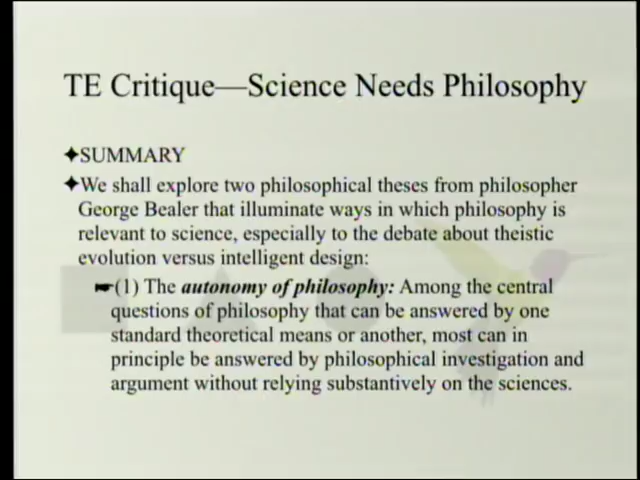 TE Critique—Science Needs Philosophy
✦SUMMARY
✦We shall explore two philosophical theses from philosopher
George Bealer that illuminate ways in which philosophy is
relevant to science, especially to the debate about theistic
evolution versus intelligent design:
☛(1) The autonomy of philosophy: Among the central
questions of philosophy that can be answered by one
standard theoretical means or another, most can in
principle be answered by philosophical investigation and
argument without relying substantively on the sciences.